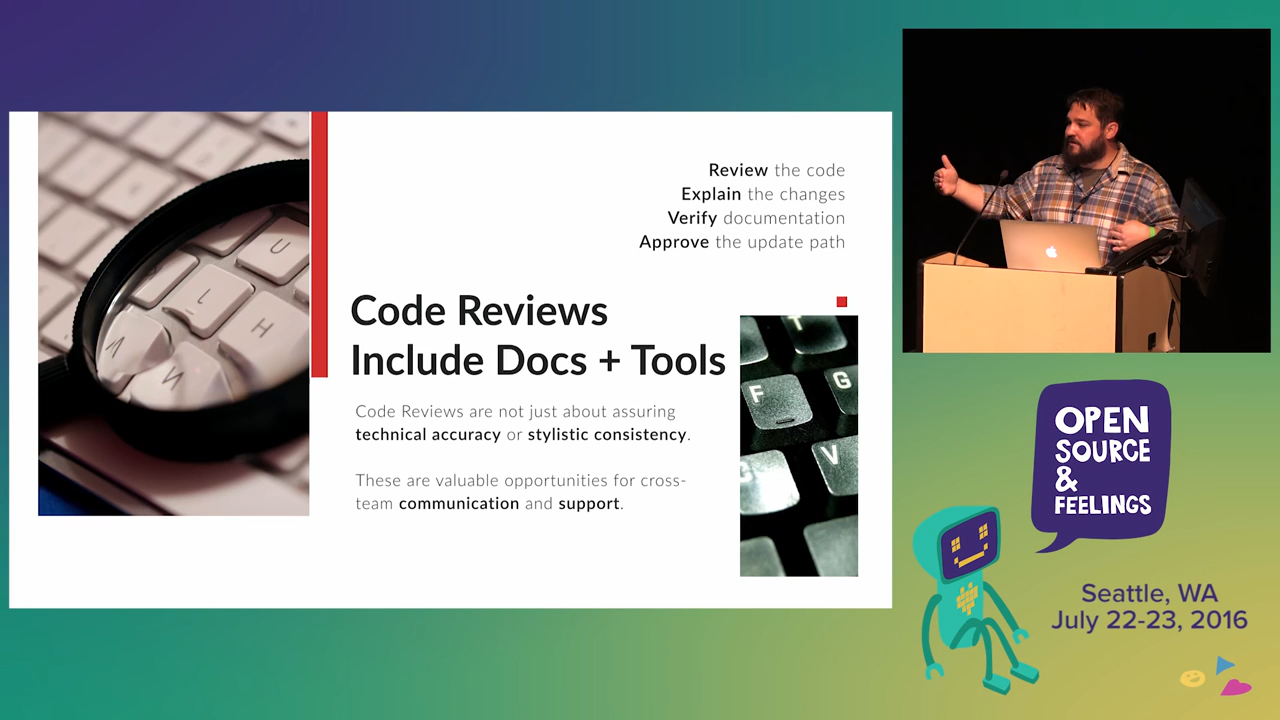 Review the code
Explain the changes
Verify documentation
Approve the update path
Code Reviews
Include Docs + Tools
Code Reviews are not just about assuring
technical accuracy or stylistic consistency.
These are valuable opportunities for cross-
team communication and support.
U
J
H
N
T
F
G
V
OPEN
SOURCE
&
FEELINGS
Seattle, WA
July 22-23, 2016